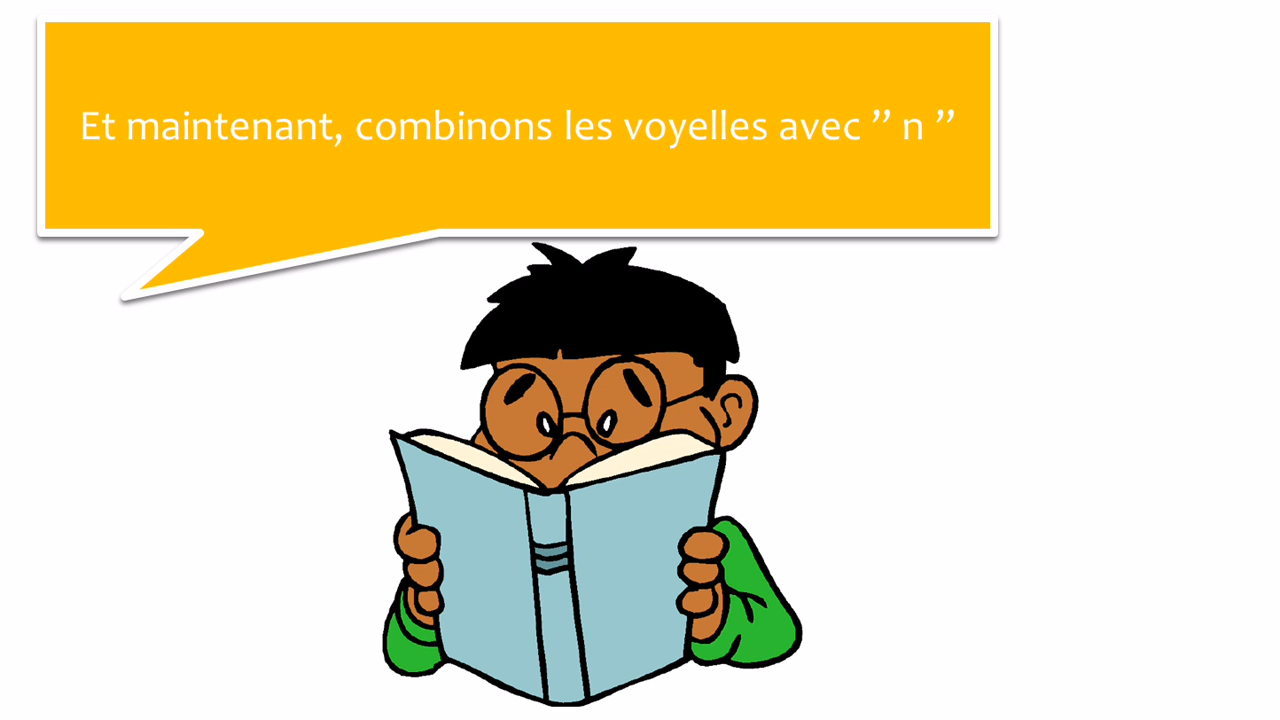 Et maintenant, combinons les voyelles avec ” n ”